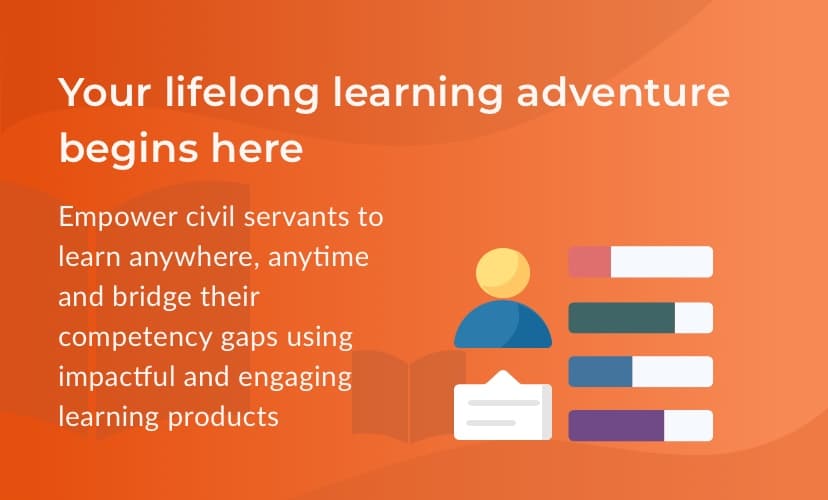 Your lifelong learning adventure
begins here
Empower civil servants to
learn anywhere, anytime
and bridge their
competency gaps using
impactful and engaging
learning products